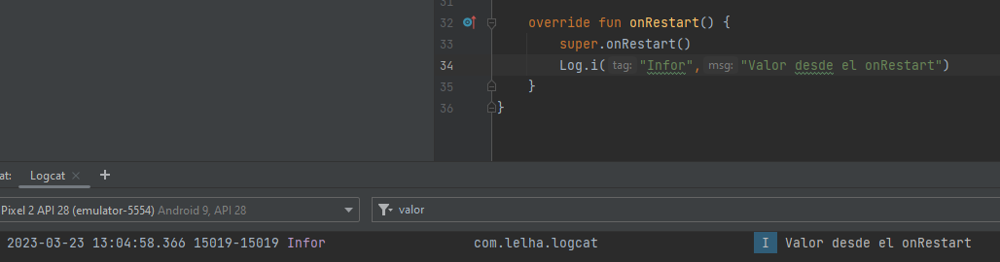 31
32 override fun onRestart() {
33 super.onRestart()
34 Log.i( tag: "Infor", msg: "Valor desde el onRestart")
35 }
36 }
at: Logcat × +
Pixel 2 API 28 (emulator-5554) Android 9, API 28 valor
2023-03-23 13:04:58.366 15019-15019 Infor com.lelha.logcat I Valor desde el onRestart